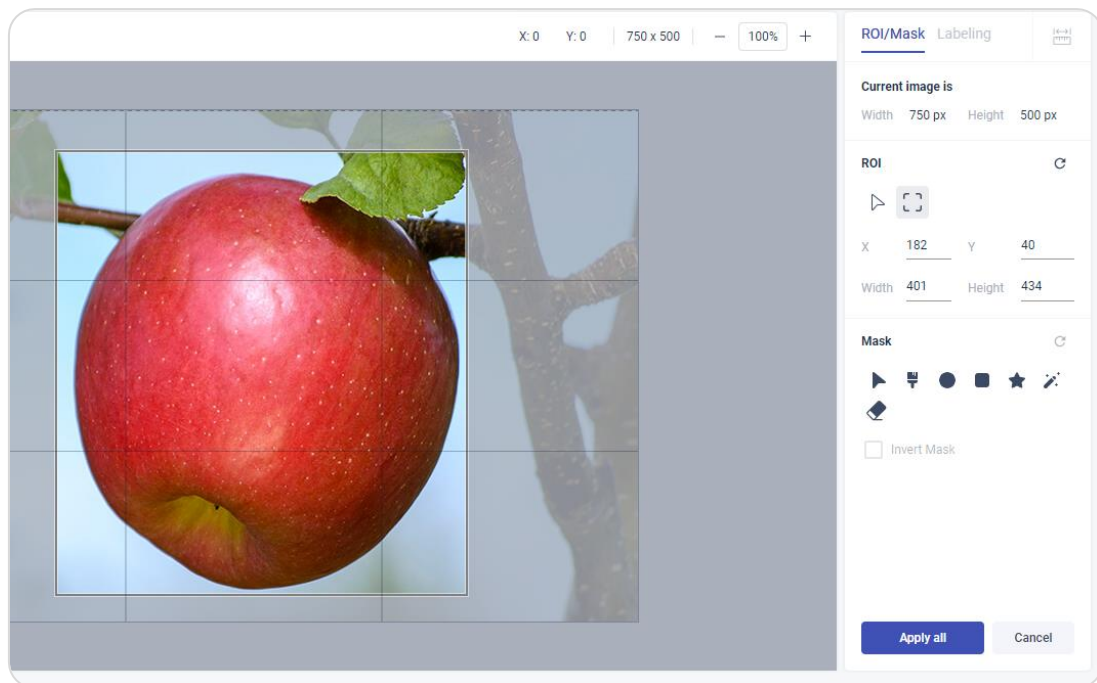 X: 0 Y: 0 750 x 500 100%
ROI/Mask Labeling
Current image is
Width 750 px Height 500 px
ROI
X 182 Y 40
Width 401 Height 434
Mask
Invert Mask
Apply all Cancel